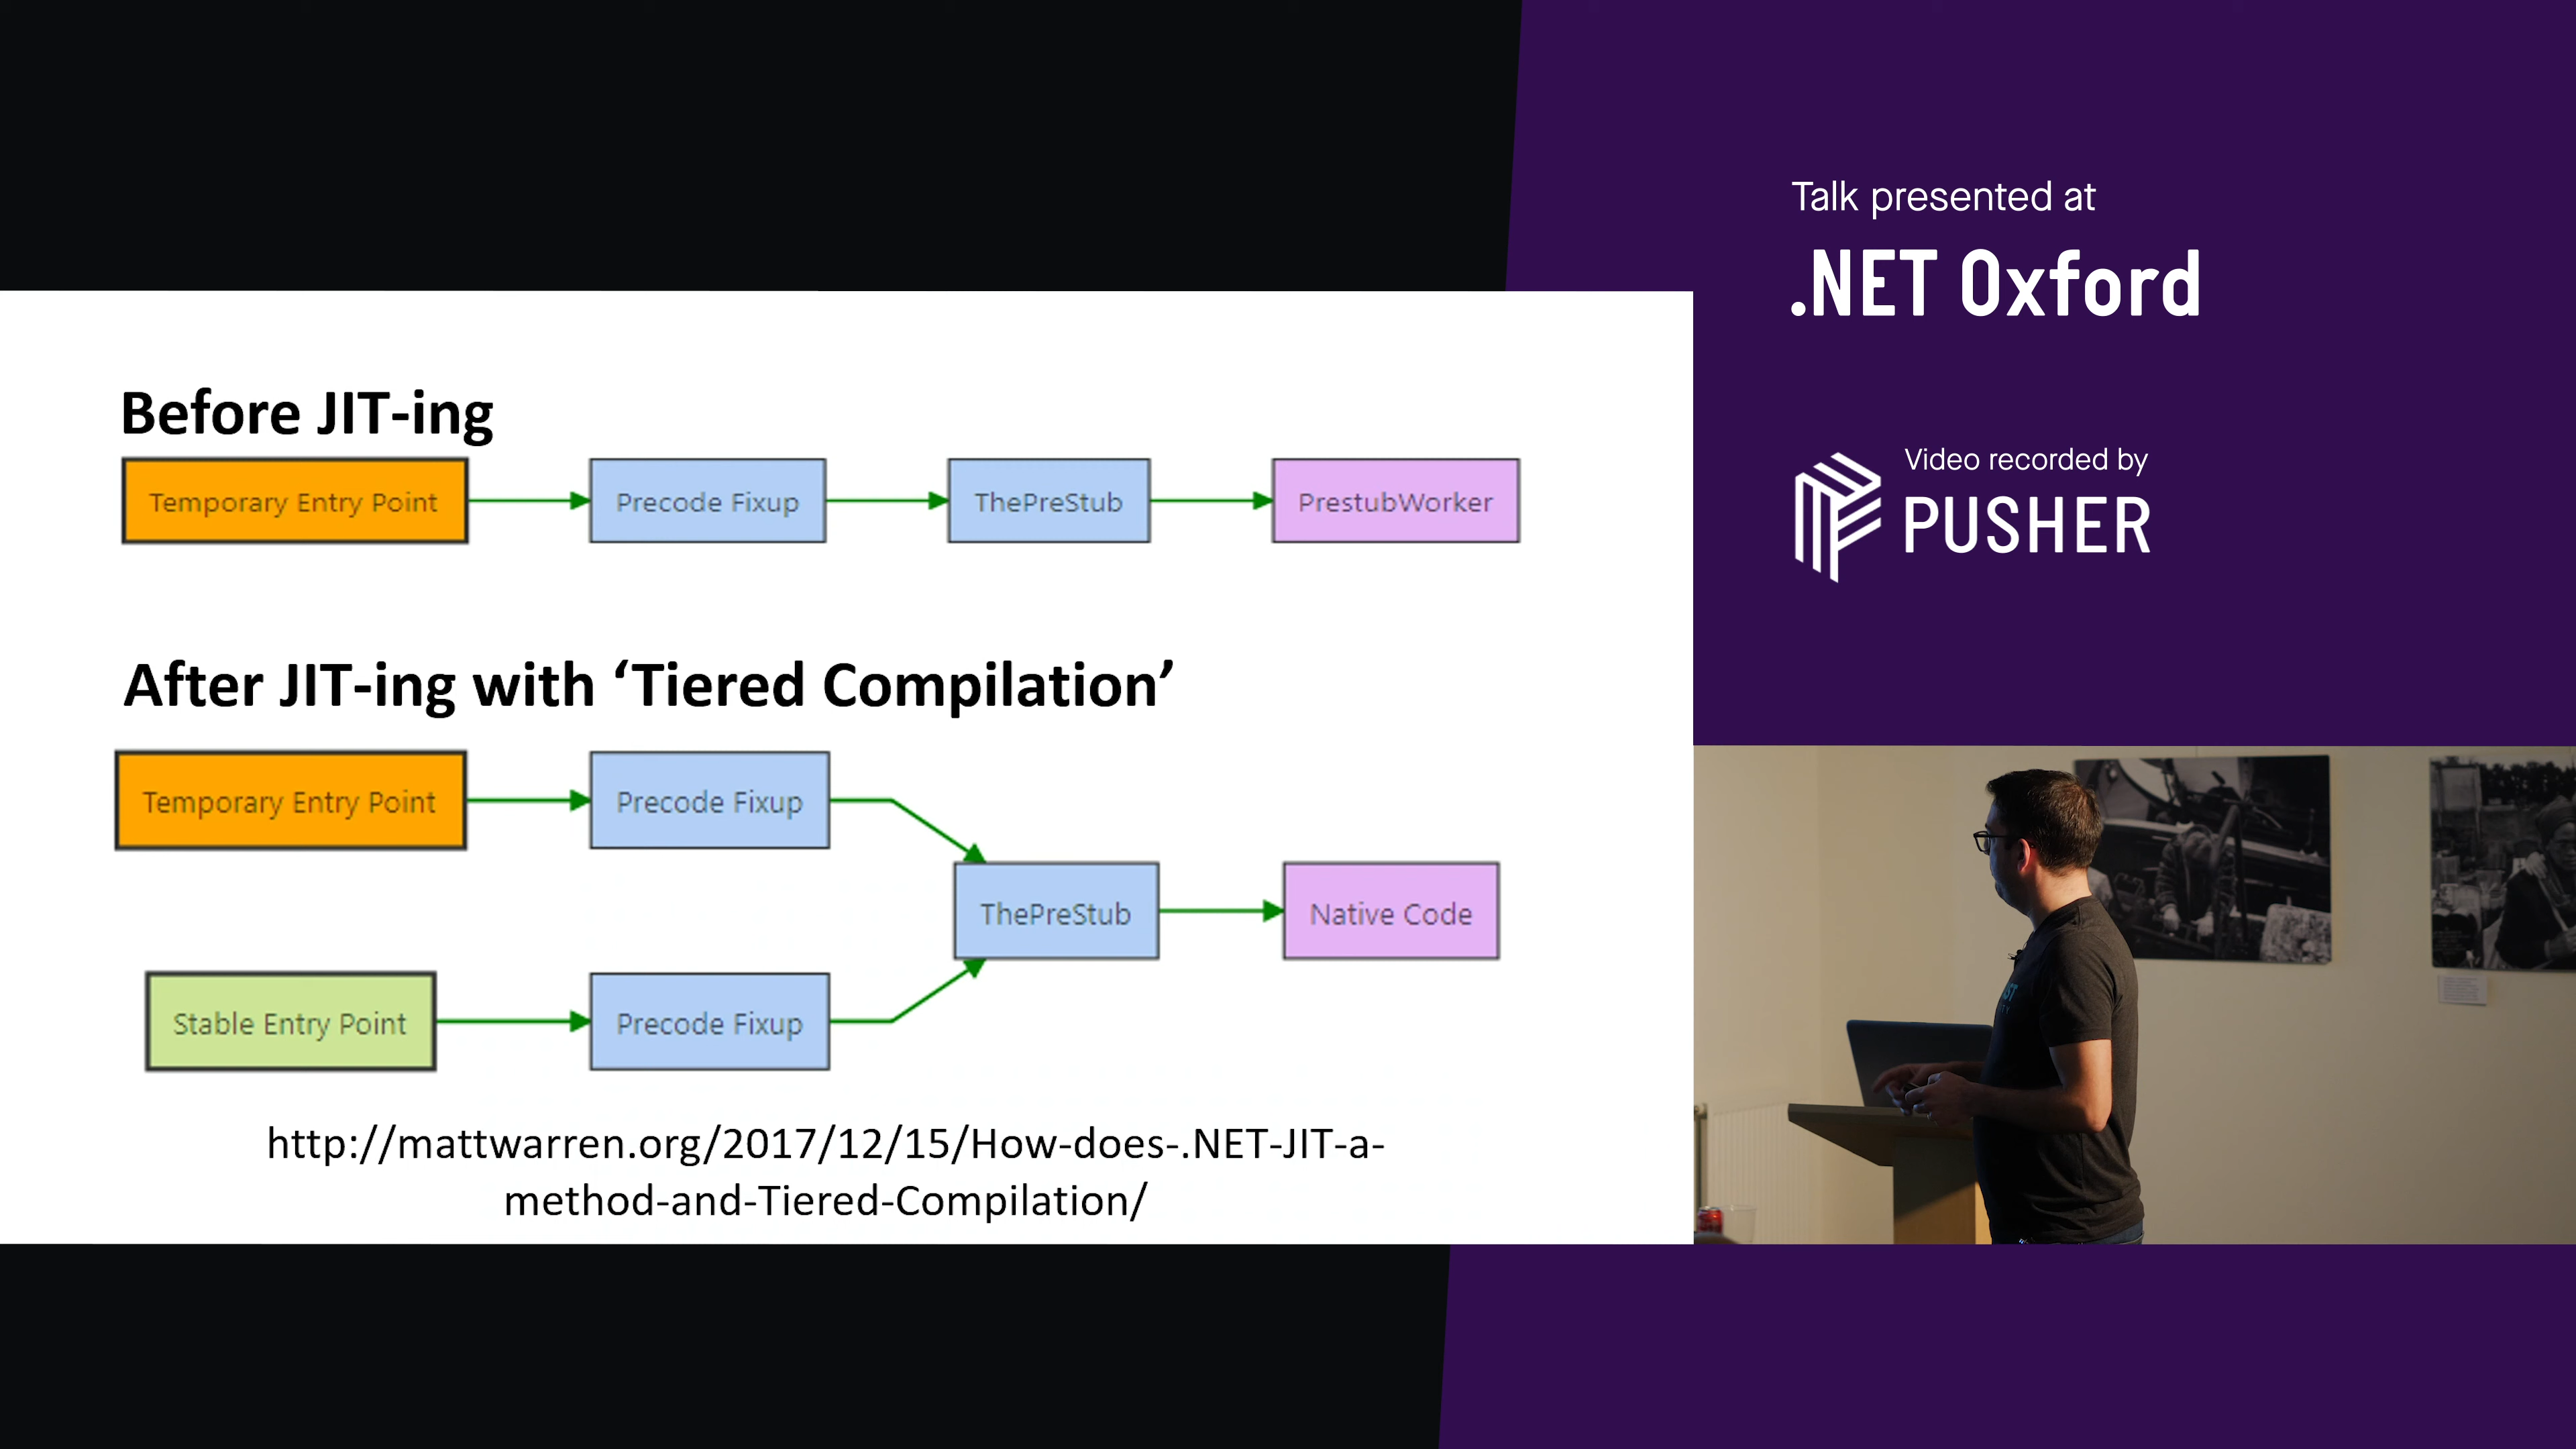 Talk presented at
.NET Oxford
Video recorded by
PUSHER
Before JIT-ing
Temporary Entry Point
Precode Fixup
ThePreStub
PrestubWorker
After JIT-ing with ‘Tiered Compilation’
Temporary Entry Point
Precode Fixup
ThePreStub
Native Code
Stable Entry Point
Precode Fixup
http://mattwarren.org/2017/12/15/How-does-.NET-JIT-a-
method-and-Tiered-Compilation/